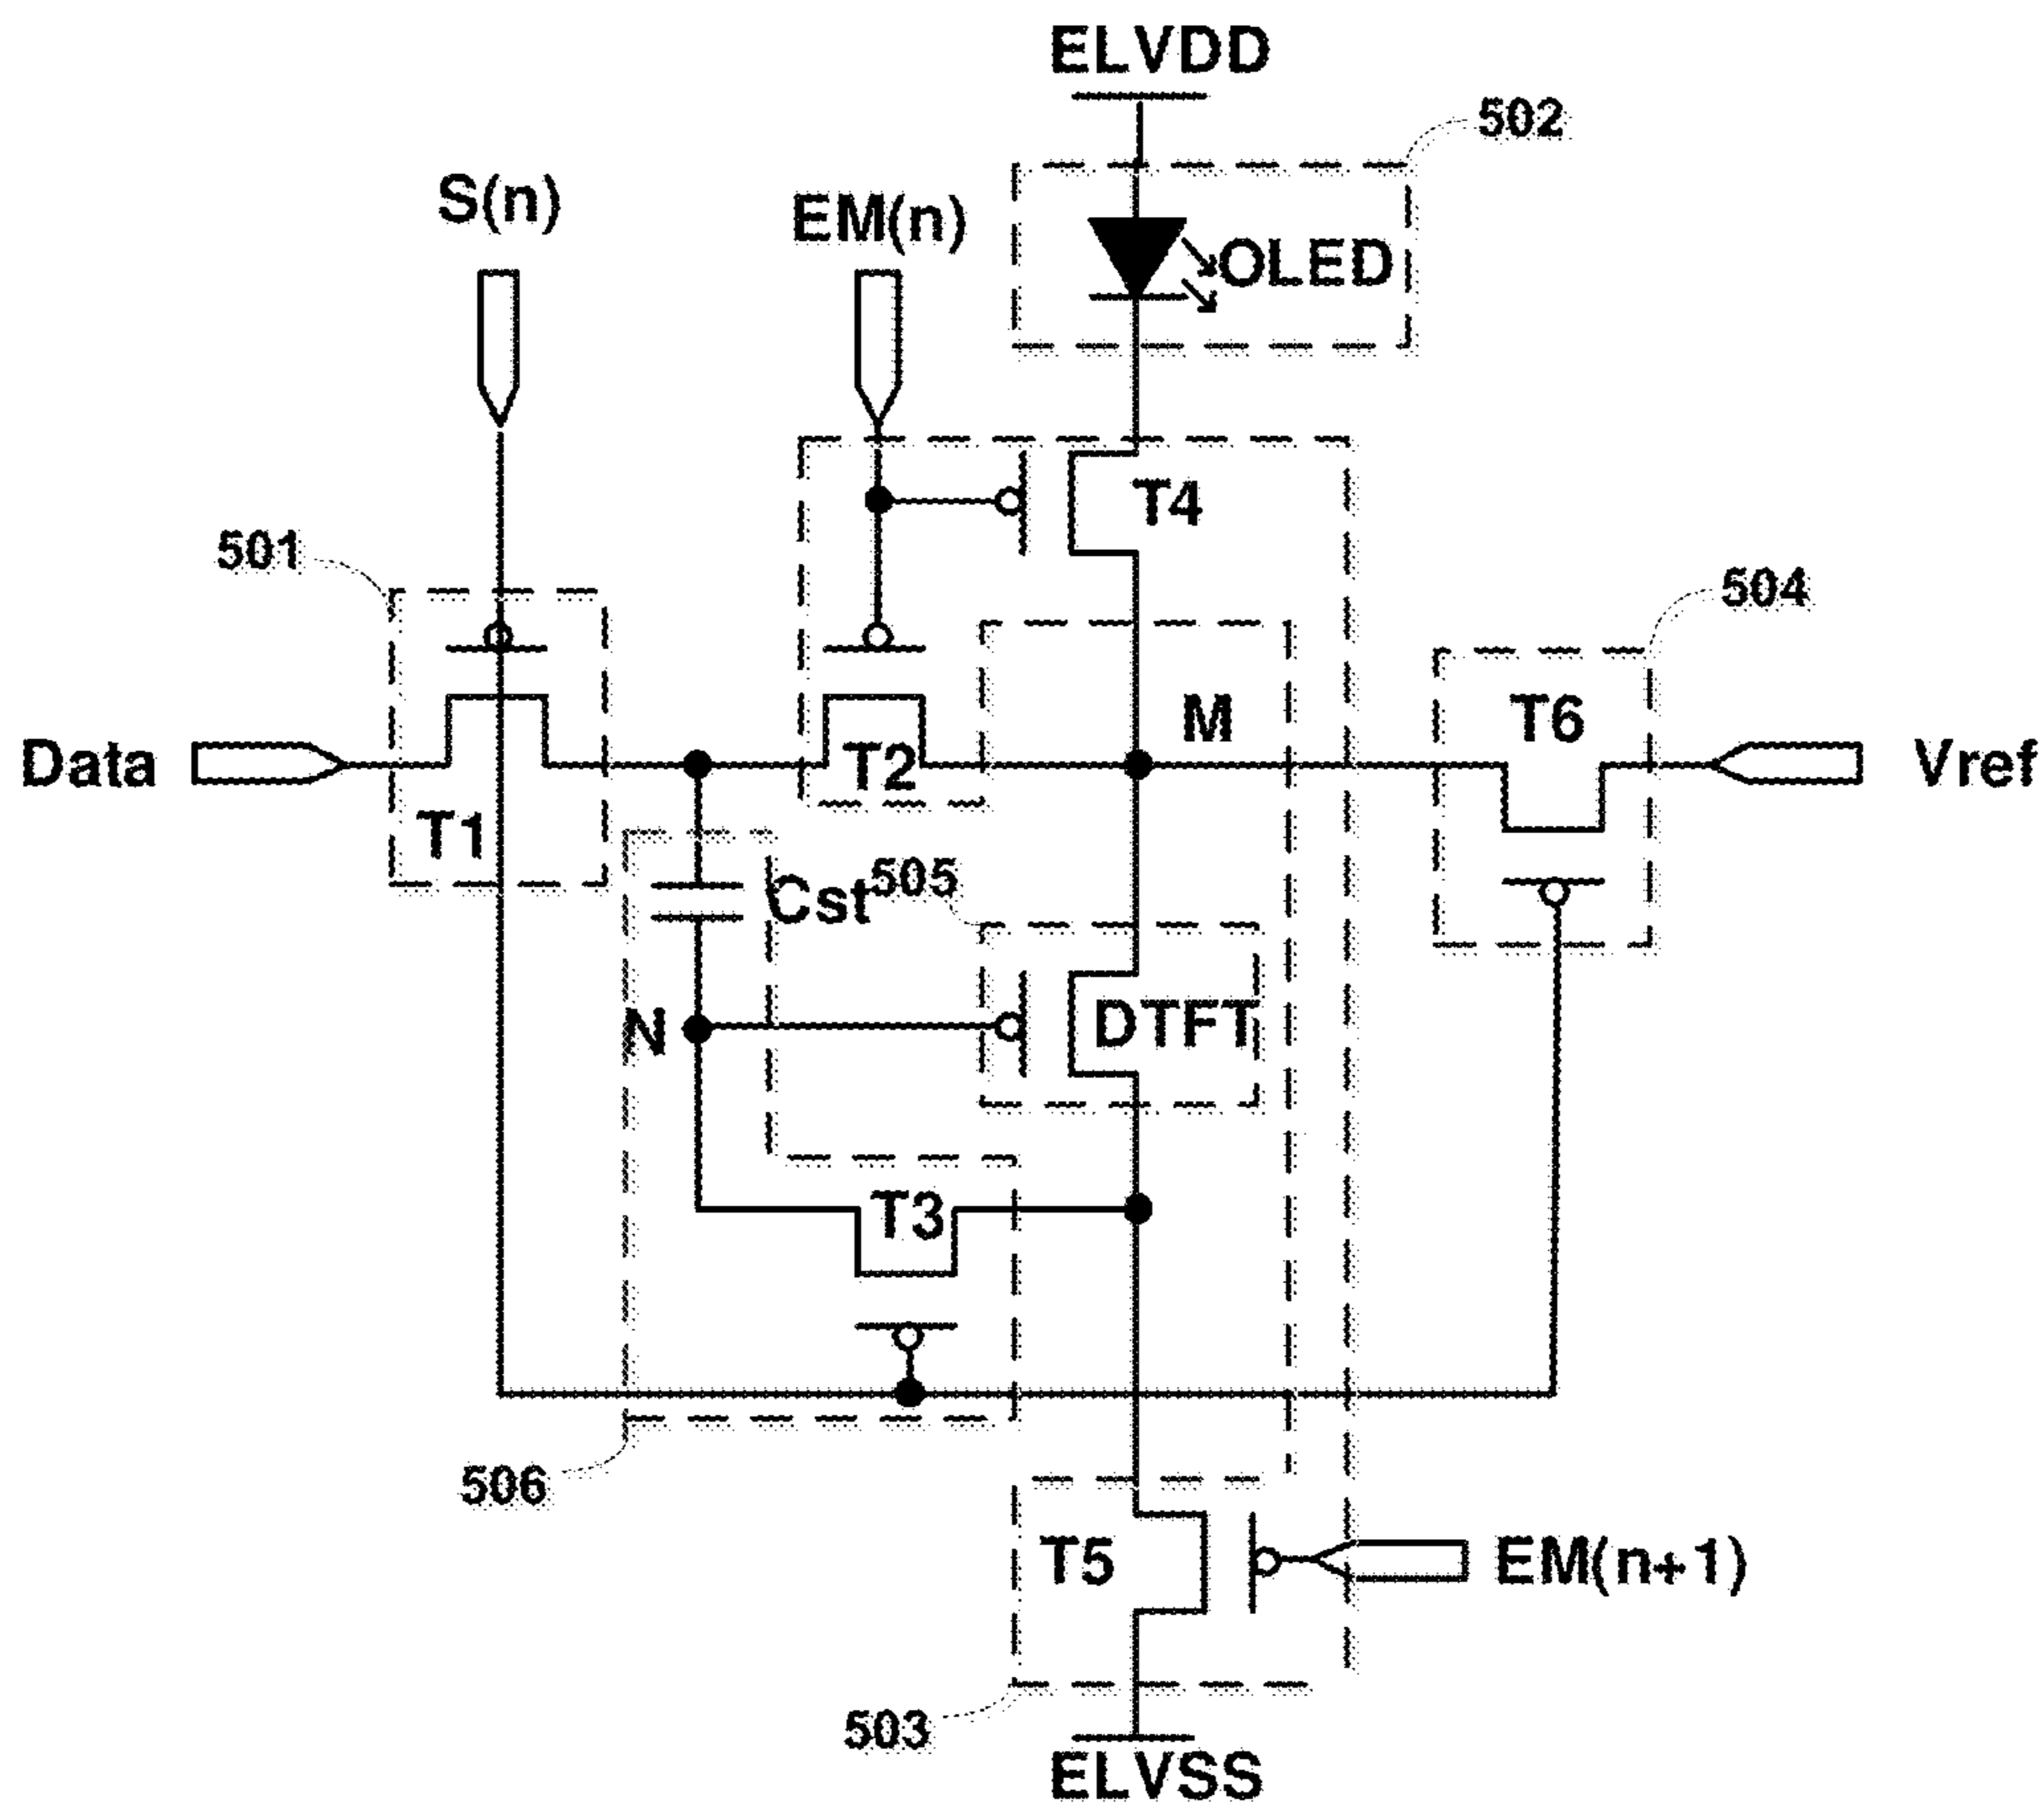 ELVDD
502
S(n)
EM(n)
OLED
T4
501
504
T6
M
Data
T2
Vref
T1
Cst
505
N
DTFT
T3
506
T5
EM(n+1)
503
ELVSS